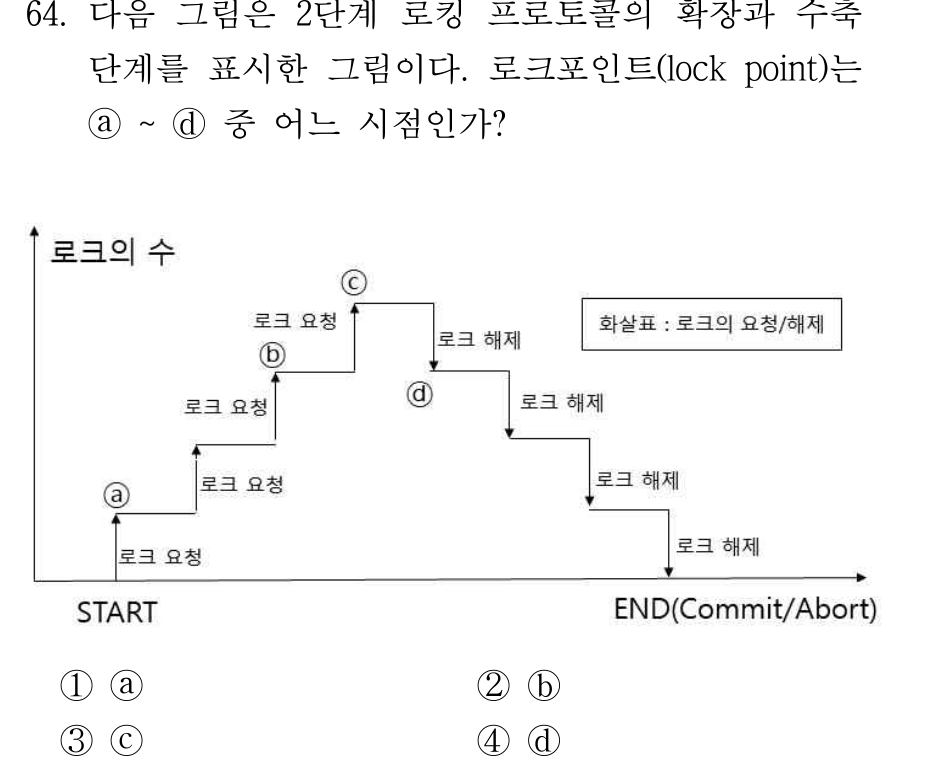 64. 다음 그림은 2단계 로킹 프로토콜의 확장과 수축
단계를 표시한 그림이다. 로크포인트(lock point)는
ⓐ ~ ⓓ 중 어느 시점인가?
로크의 수
ⓒ
로크 요청
화살표 : 로크의 요청/해제
로크 해제
ⓑ
ⓓ
로크 요청
로크 해제
ⓐ
로크 요청
로크 해제
로크 요청
로크 해제
START
END(Commit/Abort)
① ⓐ
② ⓑ
③ ⓒ
④ ⓓ